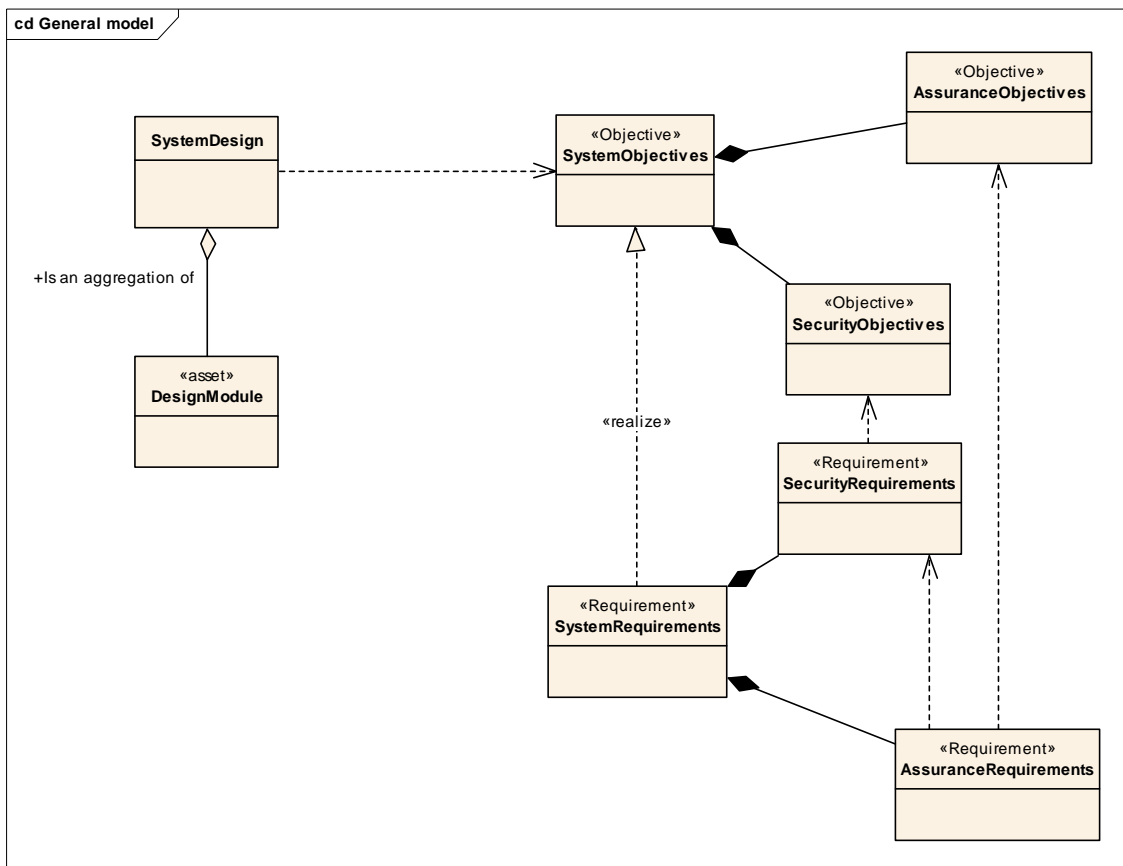 cd General model
«Objective»
AssuranceObjectives
SystemDesign
«Objective»
SystemObjectives
+Is an aggregation of
«Objective»
SecurityObjectives
«asset»
DesignModule
«realize»
«Requirement»
SecurityRequirements
«Requirement»
SystemRequirements
«Requirement»
AssuranceRequirements